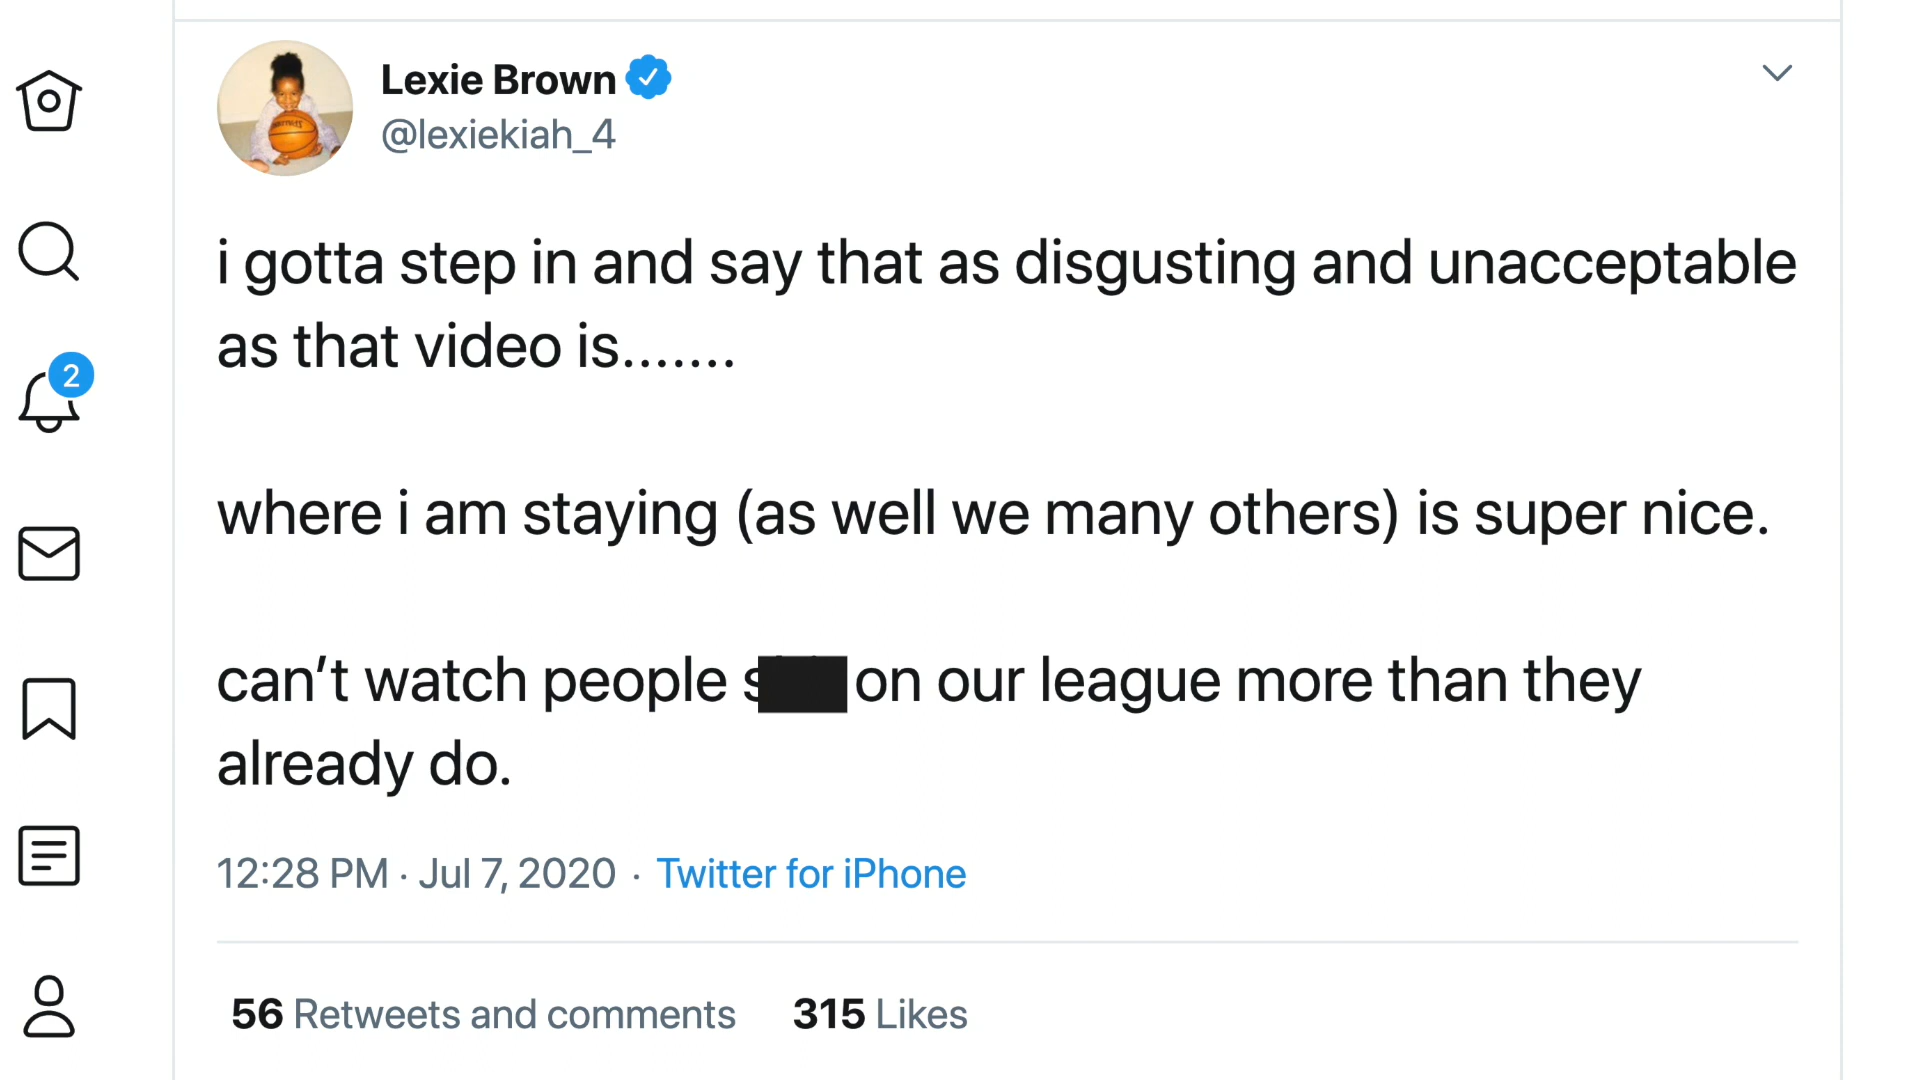 Lexie Brown
@lexiekiah_4
i gotta step in and say that as disgusting and unacceptable
as that video is.......
where i am staying (as well we many others) is super nice.
can't watch people s on our league more than they
already do.
12:28 PM · Jul 7, 2020 · Twitter for iPhone
56 Retweets and comments 315 Likes
2